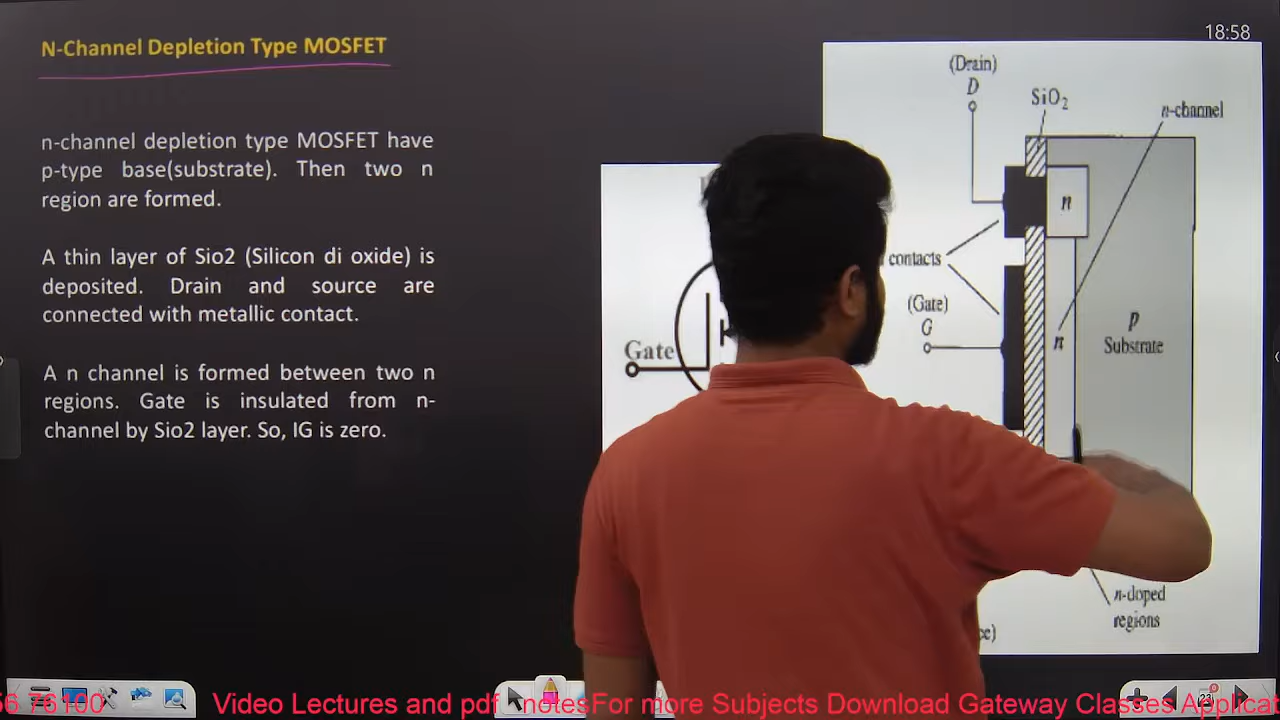 N-Channel Depletion Type MOSFET
18:58
n-channel depletion type MOSFET have
p-type base(substrate). Then two n
region are formed.
A thin layer of Sio2 (Silicon di oxide) is
deposited. Drain and source are
connected with metallic contact.
A n channel is formed between two n
regions. Gate is insulated from n-
channel by Sio2 layer. So, IG is zero.
Gate
(Drain)
D
SiO2
n-channel
n
contacts
(Gate)
G
n
p
Substrate
n-doped
regions
76100
Video Lectures and pdf notesFor more Subjects Download Gateway Classes